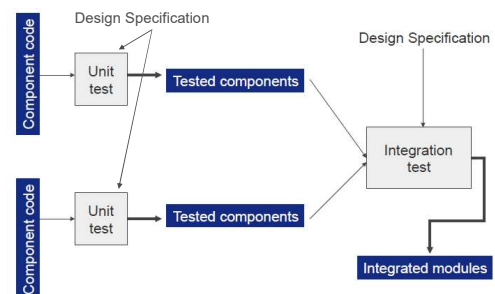 Design Specification
Component code
Unit
test
Tested components
Design Specification
Integration
test
Component code
Unit
test
Tested components
Integrated modules